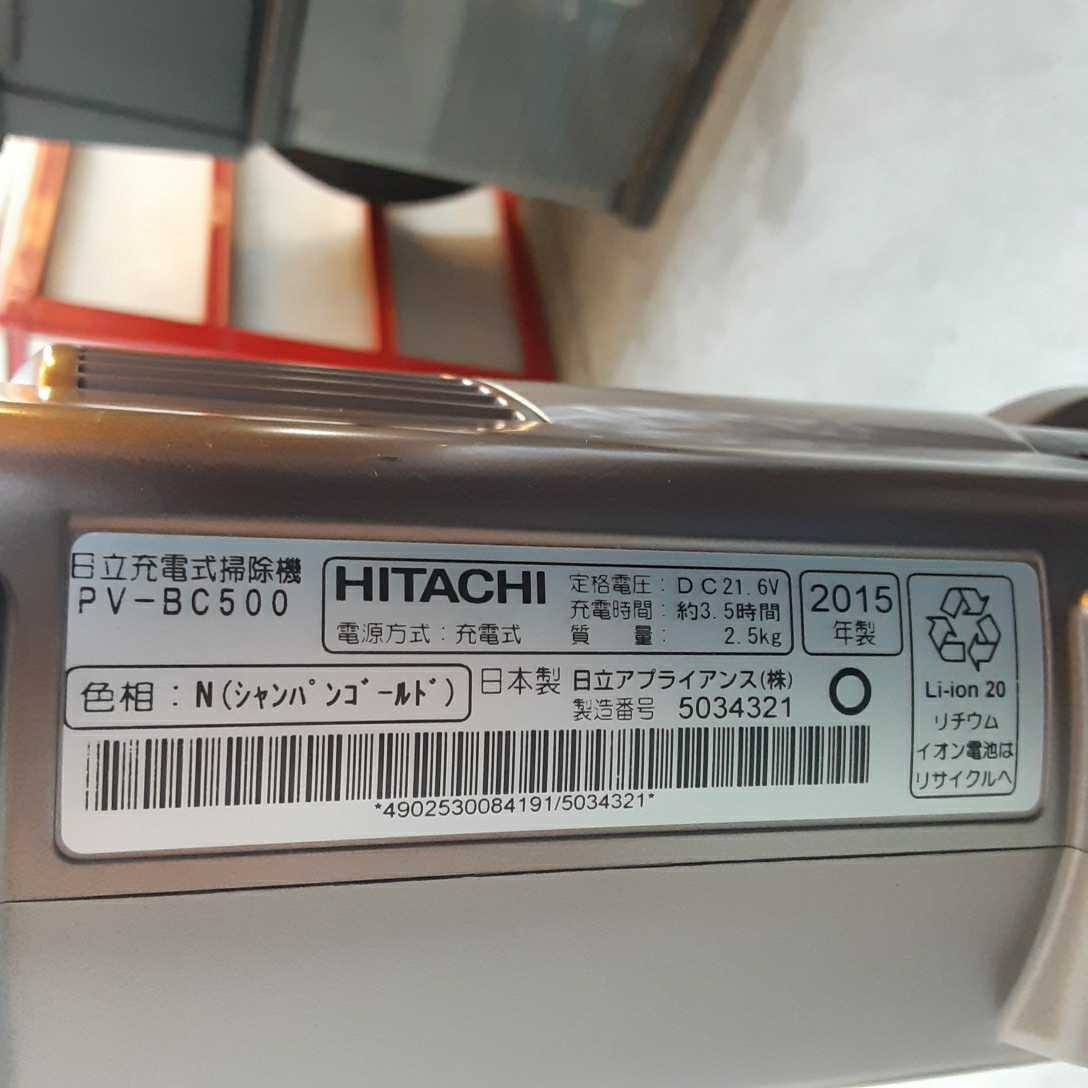 日立充電式掃除機
PV-BC500
HITACHI
電源方式：充電式
定格電圧：DC21.6V
充電時間：約3.5時間
質　量：　2.5kg
2015
年製
色相：N(ｼｬﾝﾊﾟﾝｺﾞｰﾙﾄﾞ)
日本製
日立アプライアンス(株)
製造番号 5034321
*4902530084191/5034321*
Li-ion 20
リチウム
イオン電池は
リサイクルへ